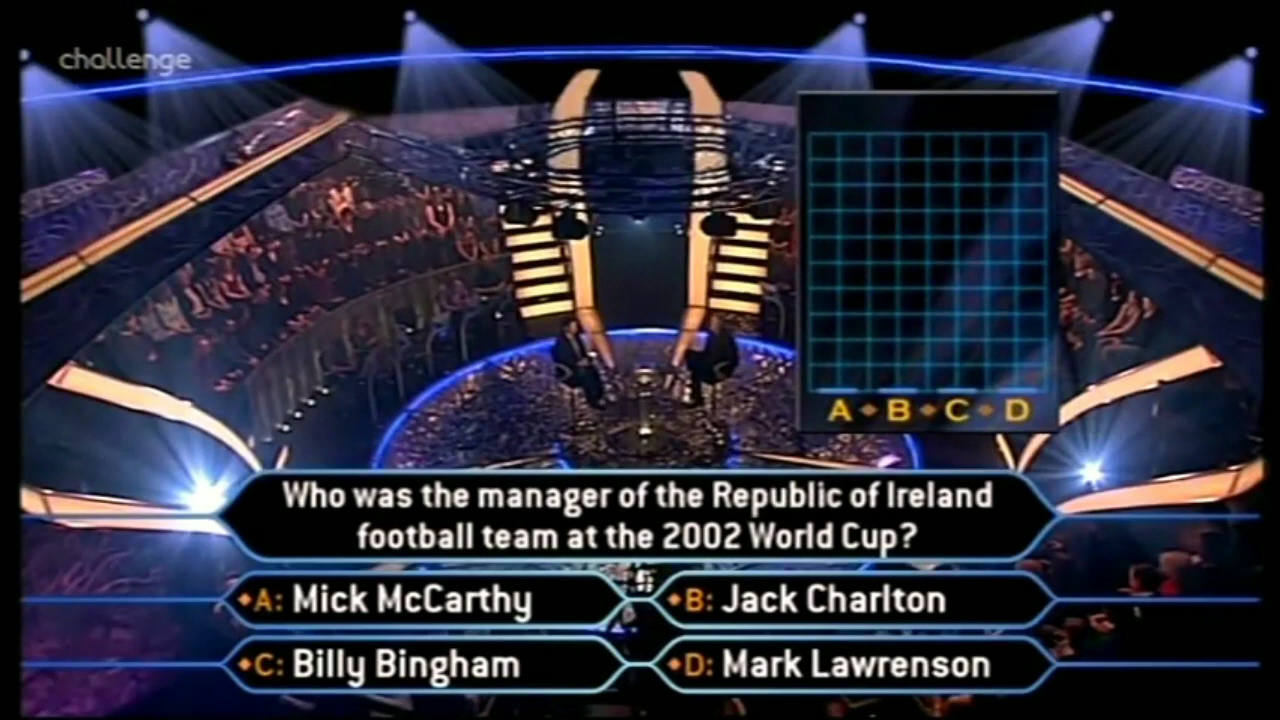 challenge
A B C D
Who was the manager of the Republic of Ireland
football team at the 2002 World Cup?
A: Mick McCarthy
B: Jack Charlton
C: Billy Bingham
D: Mark Lawrenson